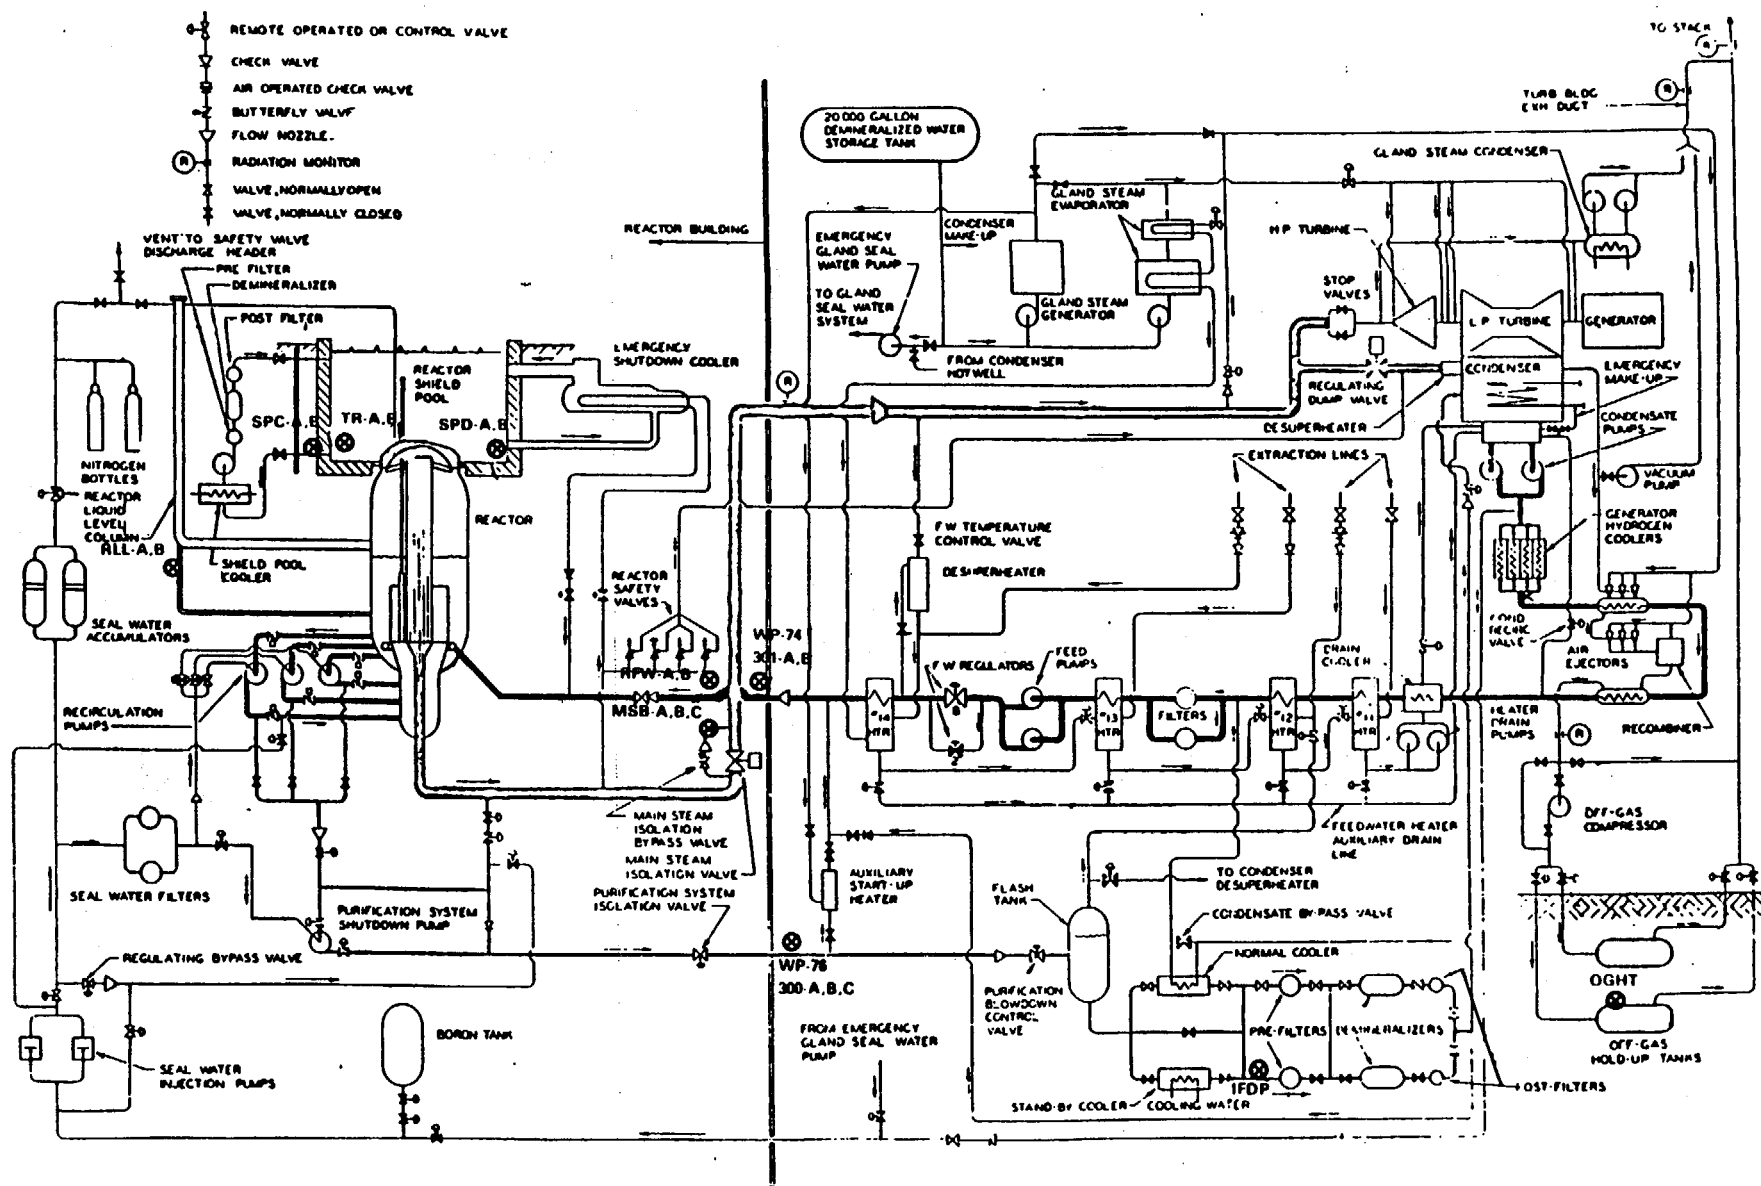 REMOTE OPERATED OR CONTROL VALVE
CHECK VALVE
AIR OPERATED CHECK VALVE
BUTTERFLY VALVE
FLOW NOZZLE.
R
RADIATION MONITOR
VALVE, NORMALLY OPEN
VALVE, NORMALLY CLOSED
VENT TO SAFETY VALVE
DISCHARGE HEADER
PRE FILTER
DEMINERALIZER
POST FILTER
SPC-A,B
TR-A,B
SPD-A,B
REACTOR
SHIELD
POOL
EMERGENCY
SHUTDOWN COOLER
REACTOR BUILDING
NITROGEN
BOTTLES
REACTOR
LIQUID
LEVEL
COLUMN
RLL-A,B
SHIELD POOL
COOLER
REACTOR
SEAL WATER
ACCUMULATORS
RECIRCULATION
PUMPS
REACTOR
SAFETY
VALVES
RFW-A,B
MSB-A,B,C
WP-74
301-A,B
MAIN STEAM
ISOLATION
BYPASS VALVE
MAIN STEAM
ISOLATION VALVE
PURIFICATION SYSTEM
ISOLATION VALVE
SEAL WATER FILTERS
PURIFICATION SYSTEM
SHUTDOWN PUMP
REGULATING BYPASS VALVE
BORON TANK
SEAL WATER
INJECTION PUMPS
20 000 GALLON
DEMINERALIZED WATER
STORAGE TANK
CONDENSER
MAKE-UP
EMERGENCY
GLAND SEAL
WATER PUMP
TO GLAND
SEAL WATER
SYSTEM
GLAND STEAM
EVAPORATOR
GLAND STEAM
GENERATOR
FROM CONDENSER
HOTWELL
R
TO STACK
R
R
TURB BLDG
EXH DUCT
GLAND STEAM CONDENSER
H P TURBINE
STOP
VALVES
L.P TURBINE
GENERATOR
CONDENSER
REGULATING
DUMP VALVE
DESUPERHEATER
EMERGENCY
MAKE-UP
CONDENSATE
PUMPS
EXTRACTION LINES
VACUUM
PUMP
GENERATOR
HYDROGEN
COOLERS
F W TEMPERATURE
CONTROL VALVE
DESUPERHEATER
F.W REGULATORS
FEED
PUMPS
#14
HTR
#13
HTR
FILTERS
#12
HTR
#11
HTR
DRAIN
COOLER
HEATER
DRAIN
PUMPS
AIR
EJECTORS
RECOMBINER
R
OFF-GAS
COMPRESSOR
FEEDWATER HEATER
AUXILIARY DRAIN
LINE
AUXILIARY
START-UP
HEATER
FLASH
TANK
TO CONDENSER
DESUPERHEATER
CONDENSATE BY-PASS VALVE
NORMAL COOLER
WP-76
300-A,B,C
PURIFICATION
BLOWDOWN
CONTROL
VALVE
PRE-FILTERS
DEMINERALIZERS
1FDP
STAND-BY COOLER
COOLING WATER
FROM EMERGENCY
GLAND SEAL WATER
PUMP
OGHT
OFF-GAS
HOLD-UP TANKS